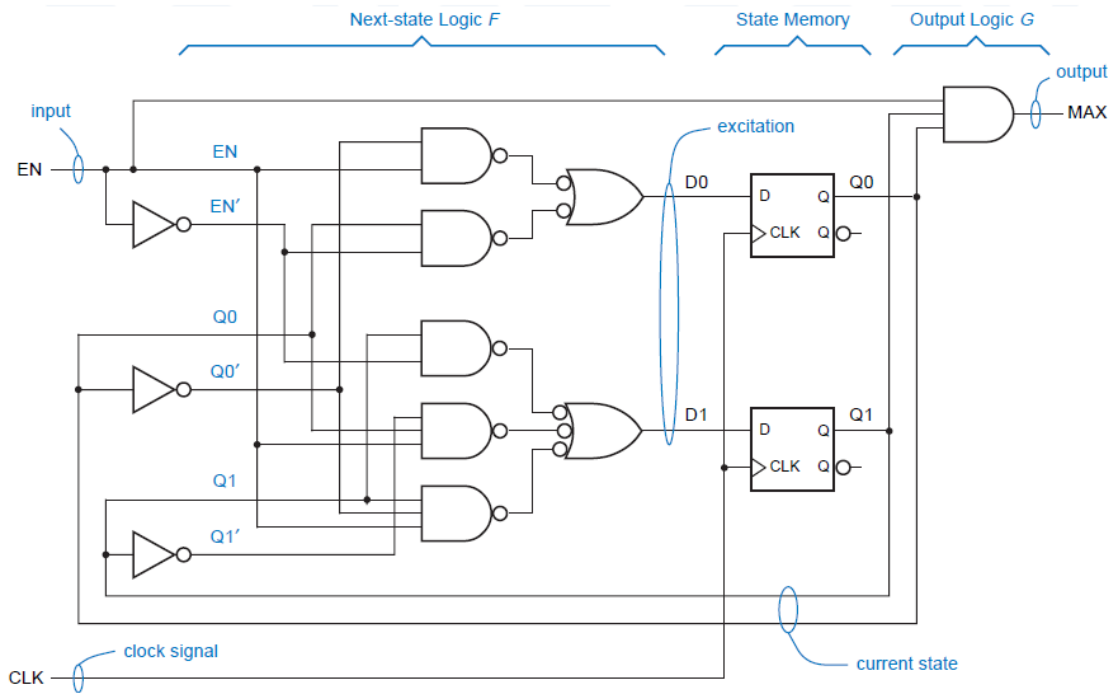 Next-state Logic F
State Memory
Output Logic G
input
output
EN
EN
EN′
excitation
MAX
D0
D
Q
Q0
CLK
Q
Q0
Q0′
D1
D
Q
Q1
CLK
Q
Q1
Q1′
clock signal
CLK
current state